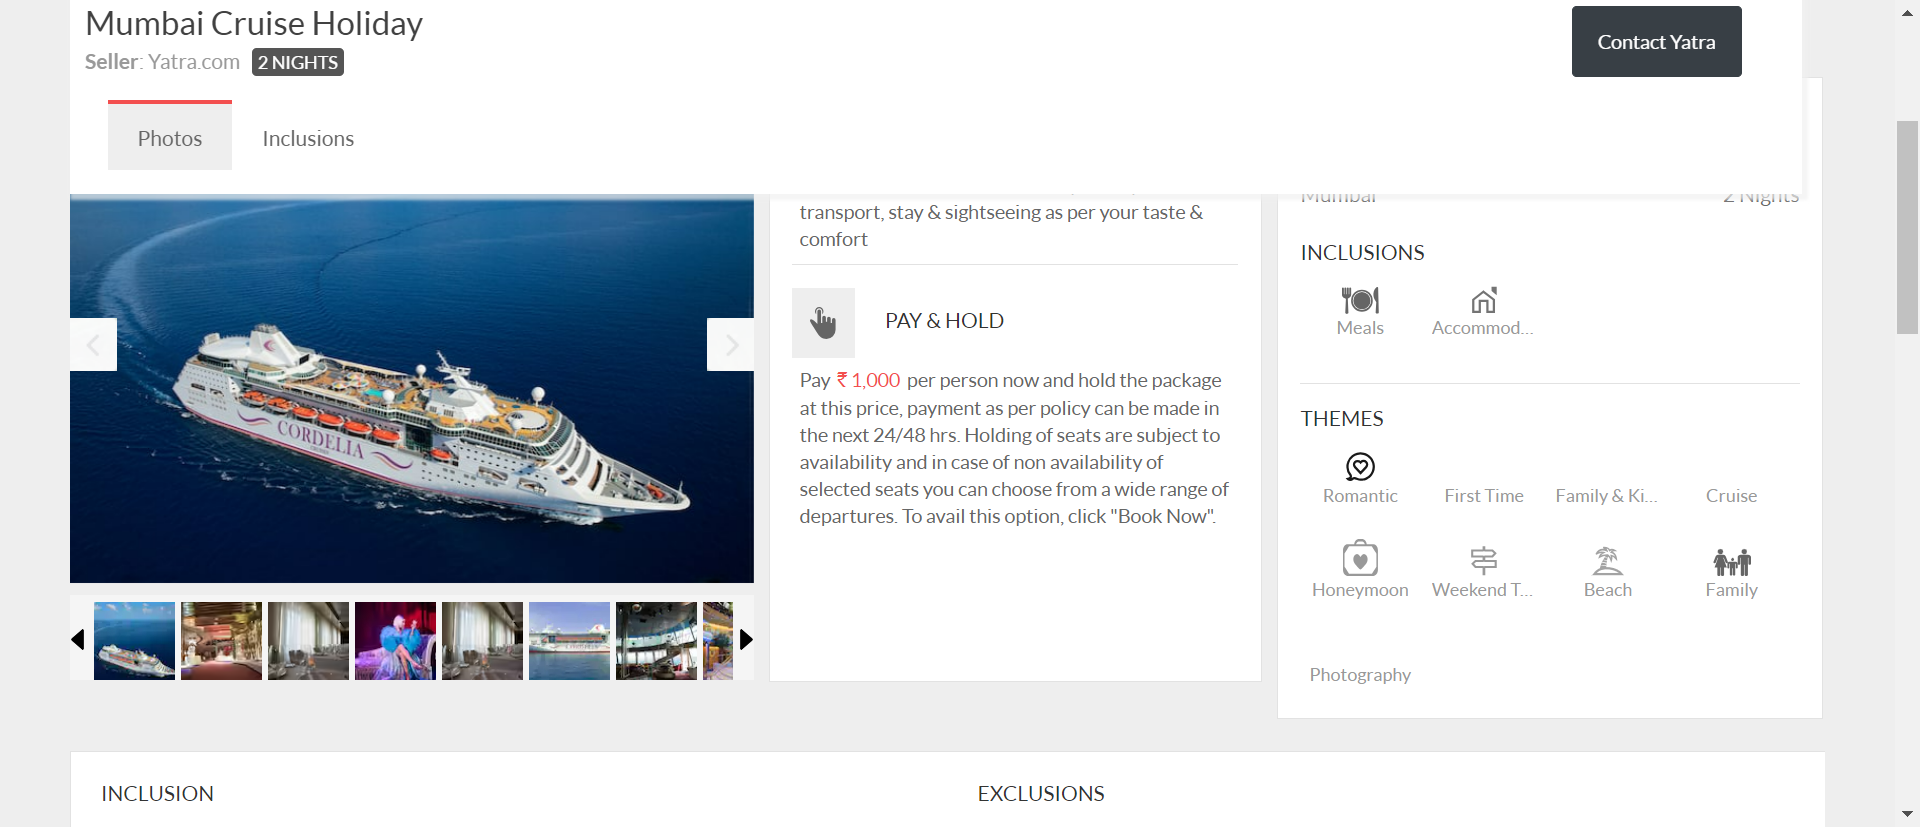 Mumbai Cruise Holiday
Seller: Yatra.com 2 NIGHTS
Contact Yatra
Photos
Inclusions
CORDELIA
CRUISES
transport, stay & sightseeing as per your taste &
comfort
PAY & HOLD
Pay ₹ 1,000 per person now and hold the package
at this price, payment as per policy can be made in
the next 24/48 hrs. Holding of seats are subject to
availability and in case of non availability of
selected seats you can choose from a wide range of
departures. To avail this option, click "Book Now".
Mumbai 2 Nights
INCLUSIONS
Meals Accommod...
THEMES
Romantic First Time Family & Ki... Cruise
Honeymoon Weekend T... Beach Family
Photography
INCLUSION
EXCLUSIONS